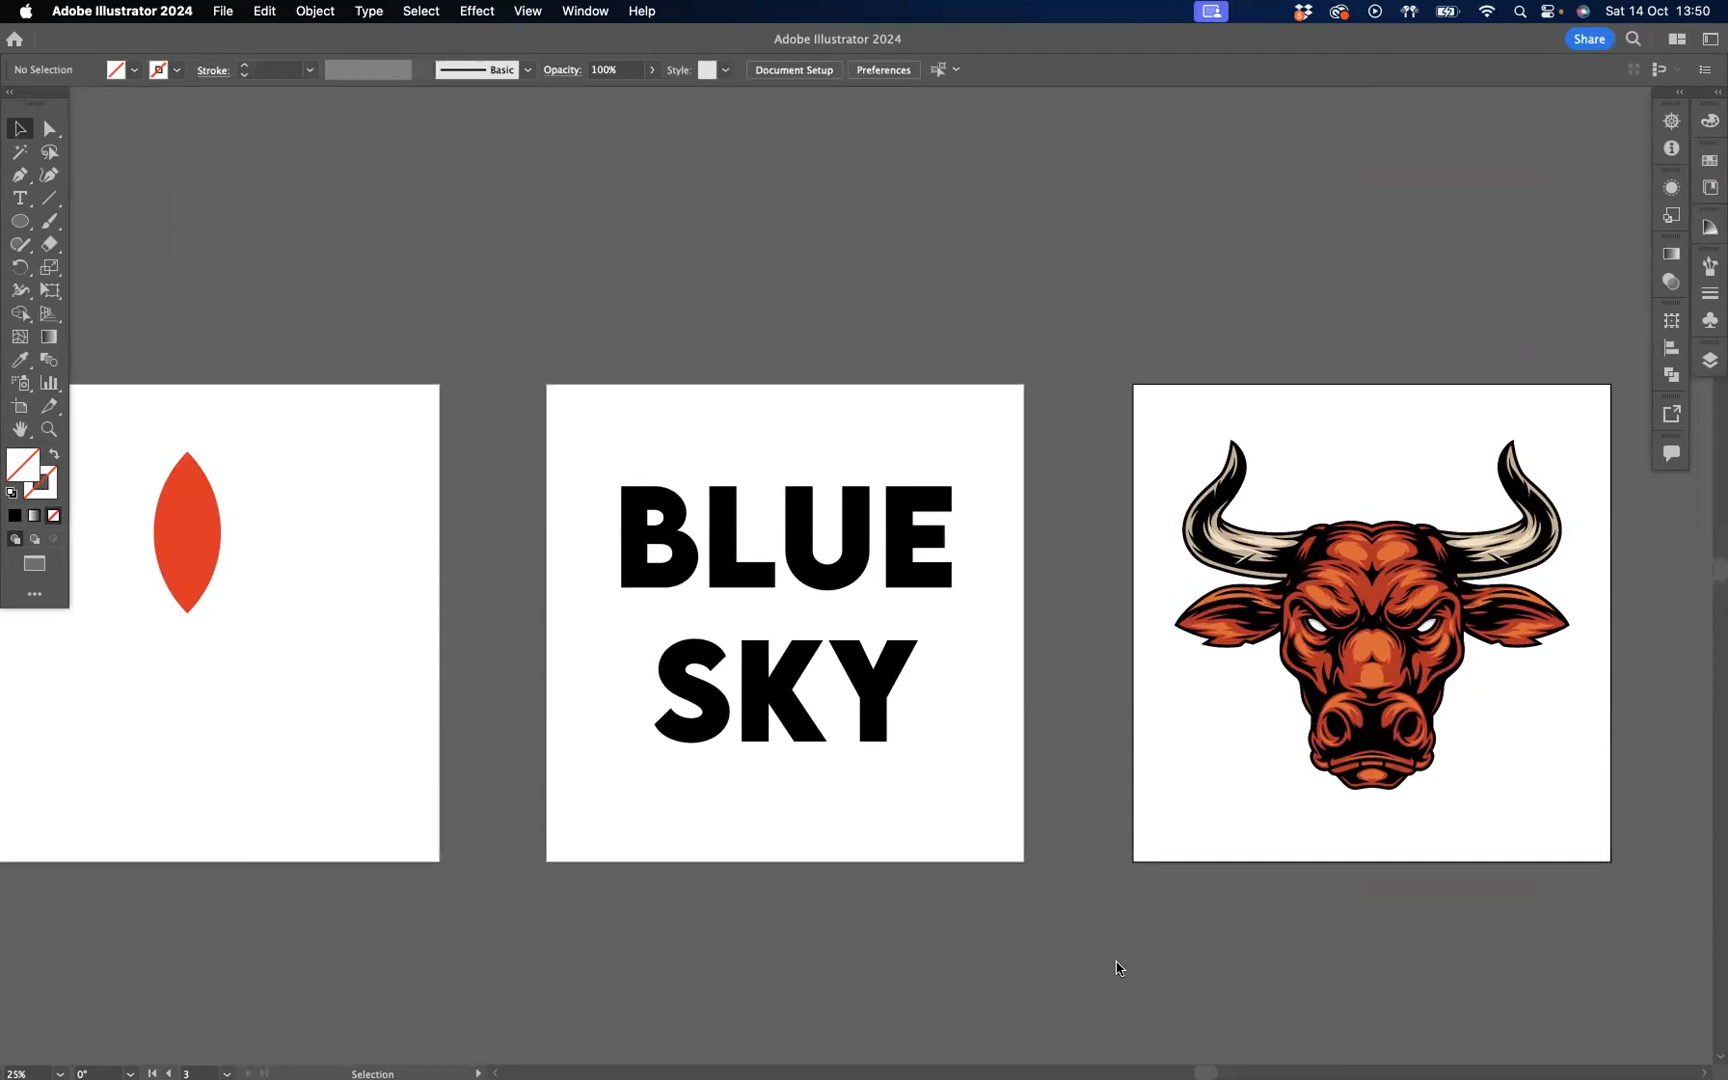 Adobe Illustrator 2024 File Edit Object Type Select Effect View Window Help Sat 14 Oct 13:50
Adobe Illustrator 2024 Share
No Selection Stroke: Basic Opacity: 100% Style: Document Setup Preferences
BLUE
SKY
25% 0° 3 Selection